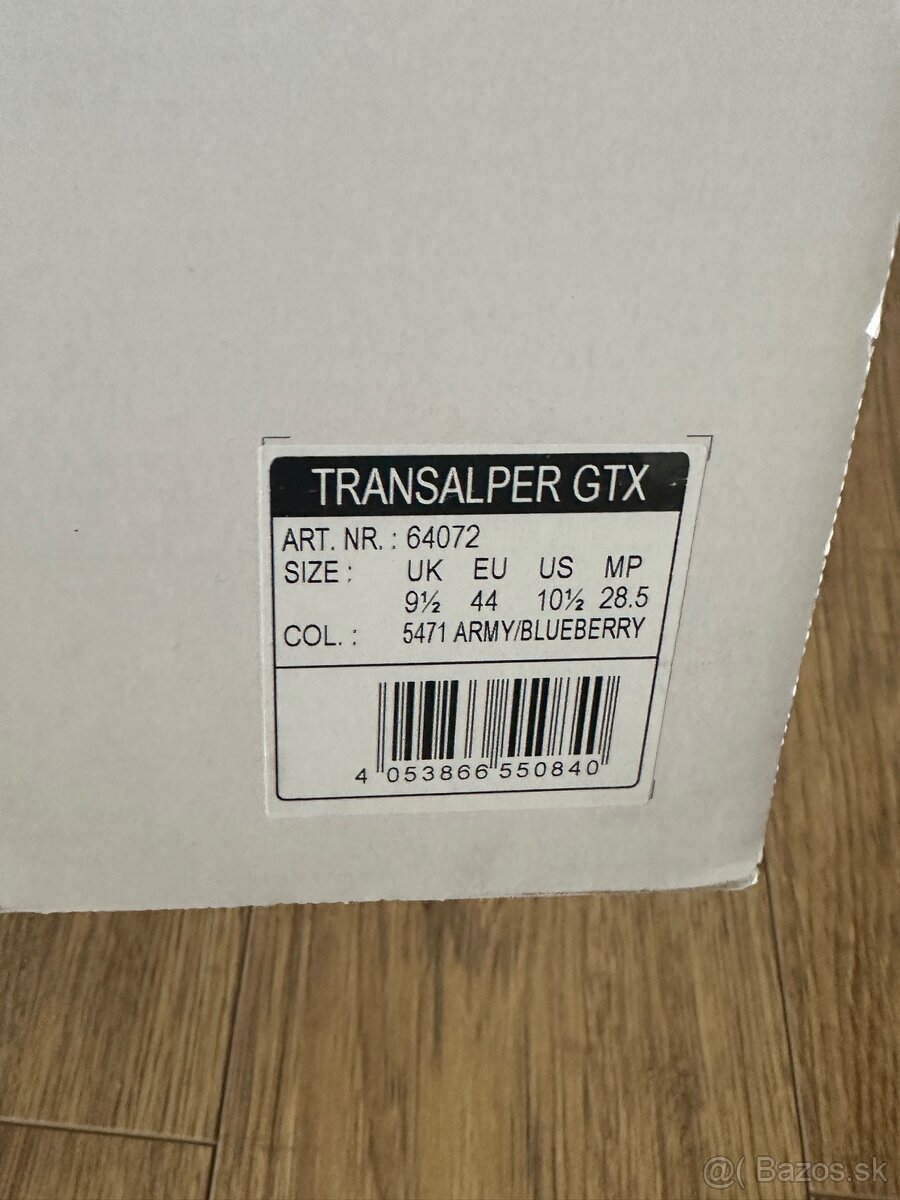 TRANSALPER GTX
ART. NR. : 64072
SIZE : UK EU US MP
9½ 44 10½ 28.5
COL. : 5471 ARMY/BLUEBERRY
4 053866 550840
@( Bazos.sk